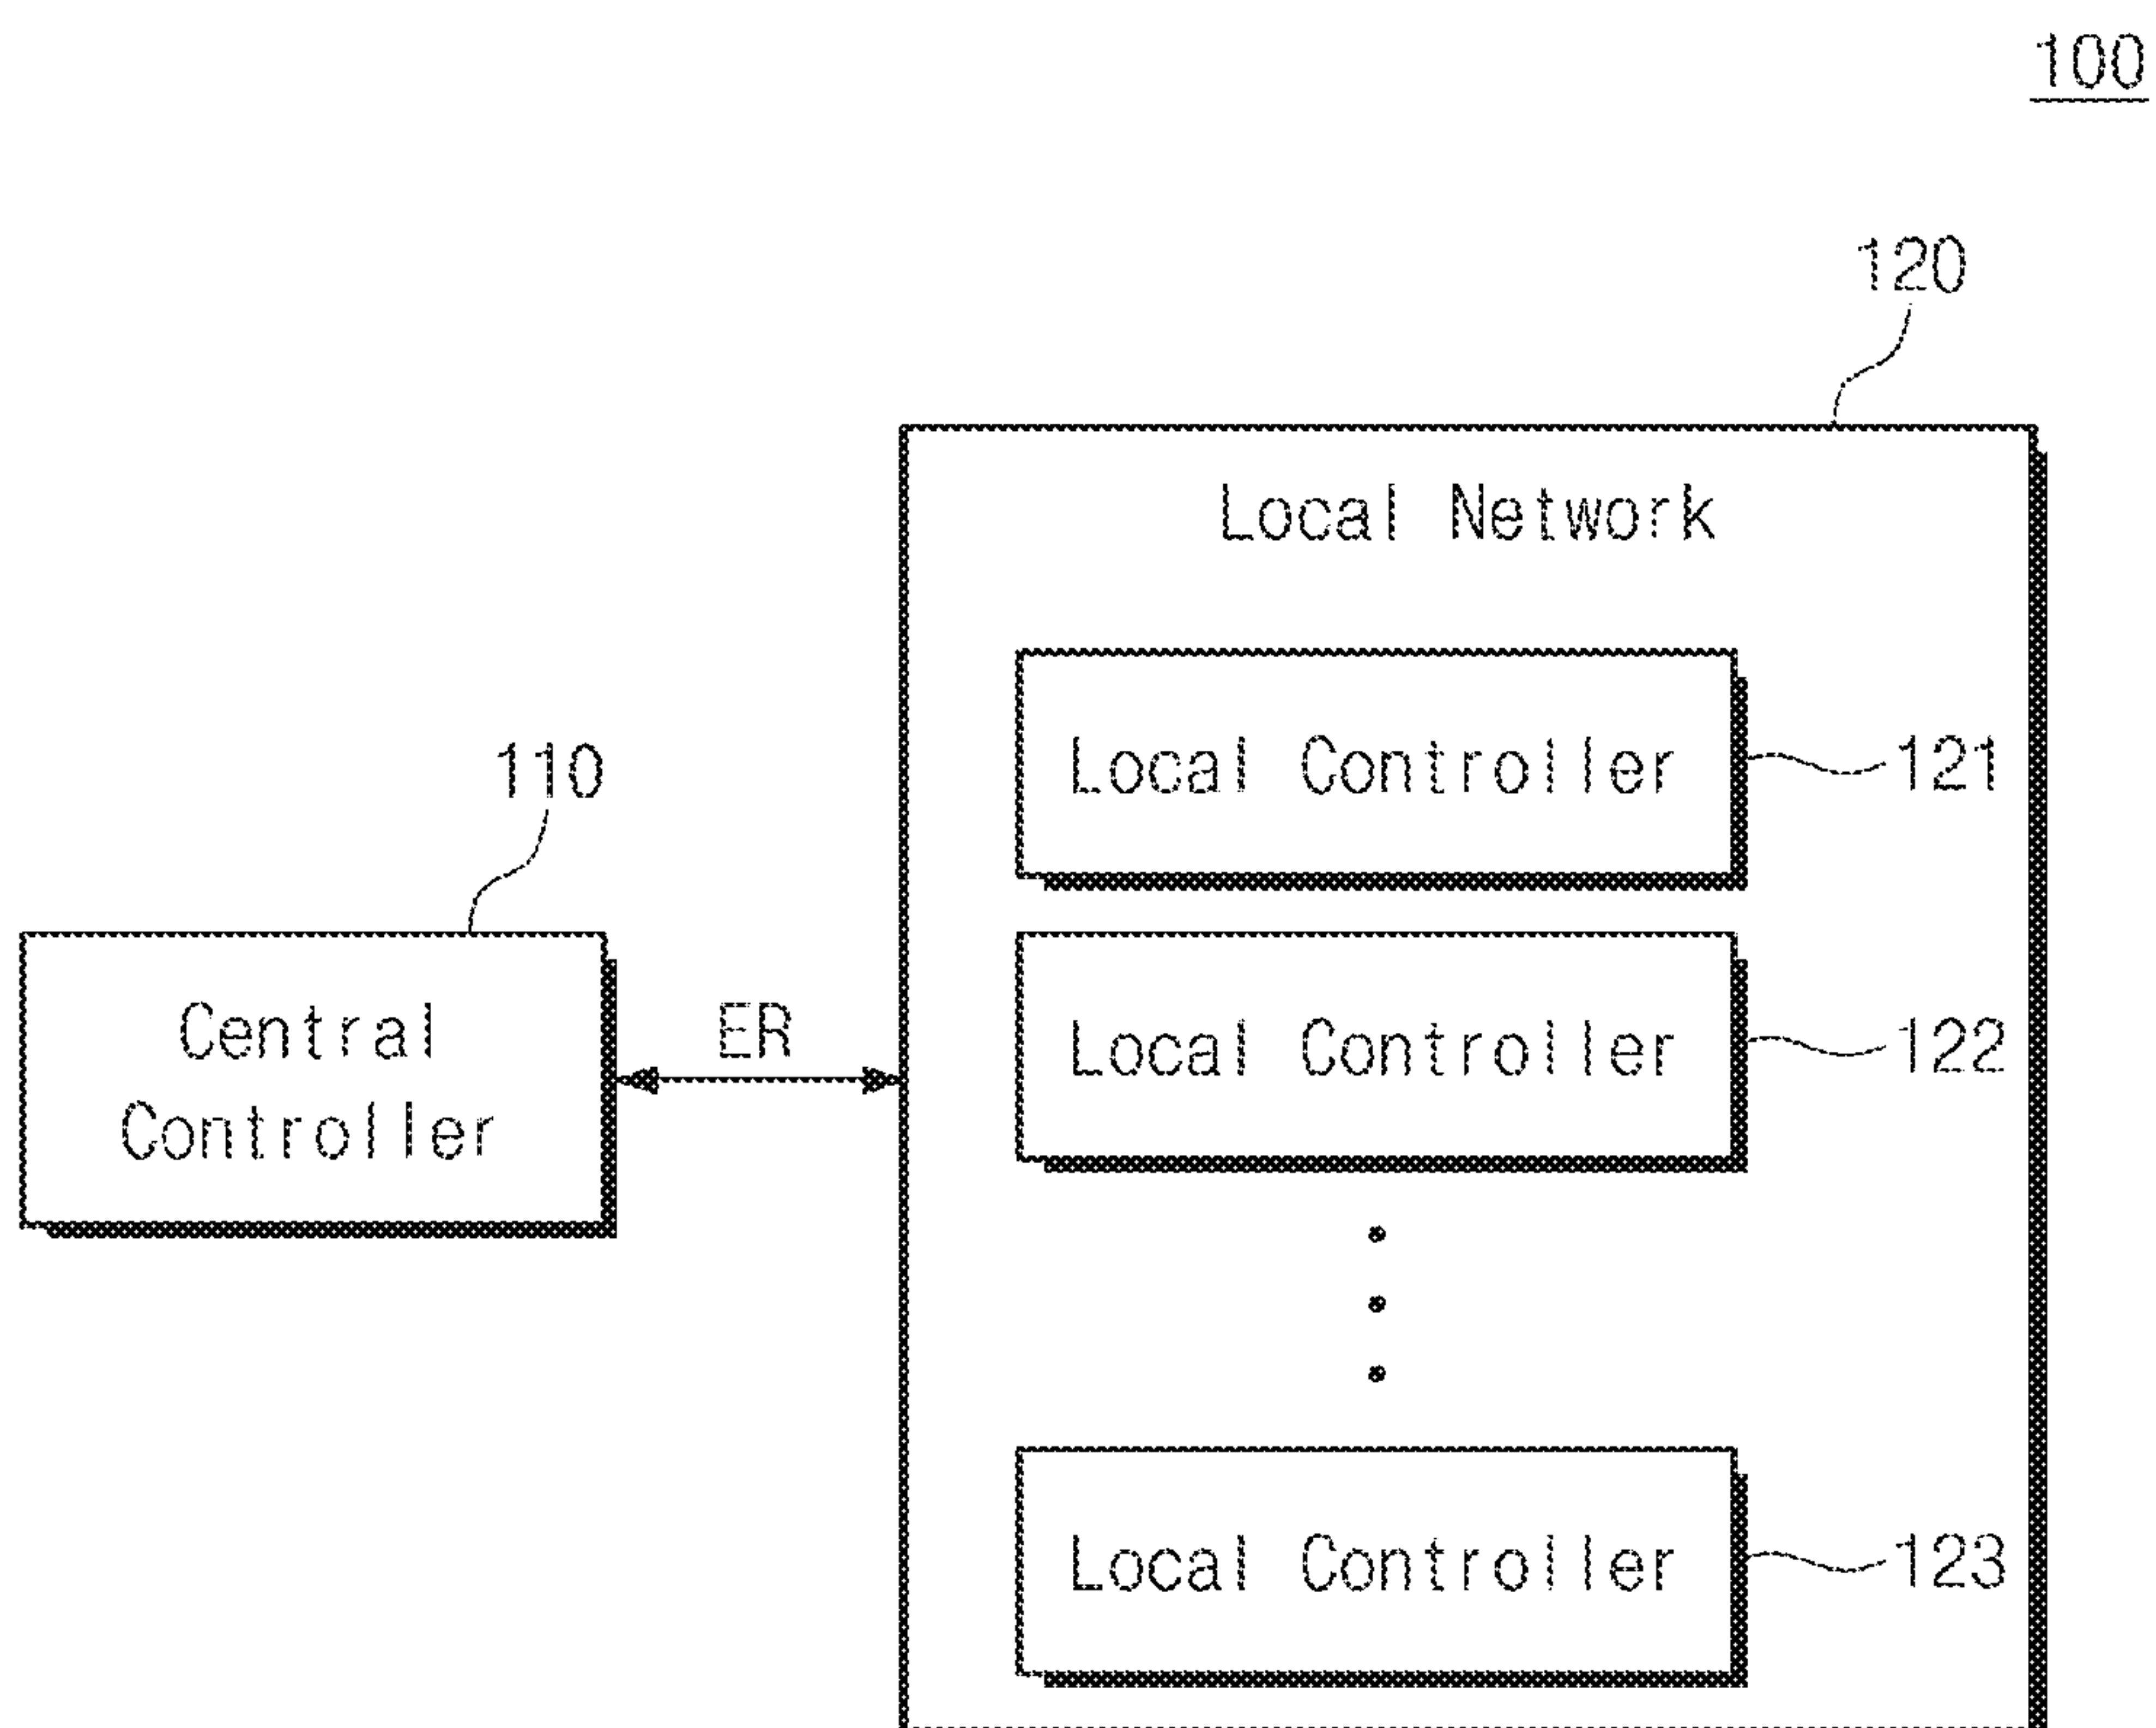 100
120
Local Network
Local Controller
121
110
Central
Controller
ER
Local Controller
122
Local Controller
123